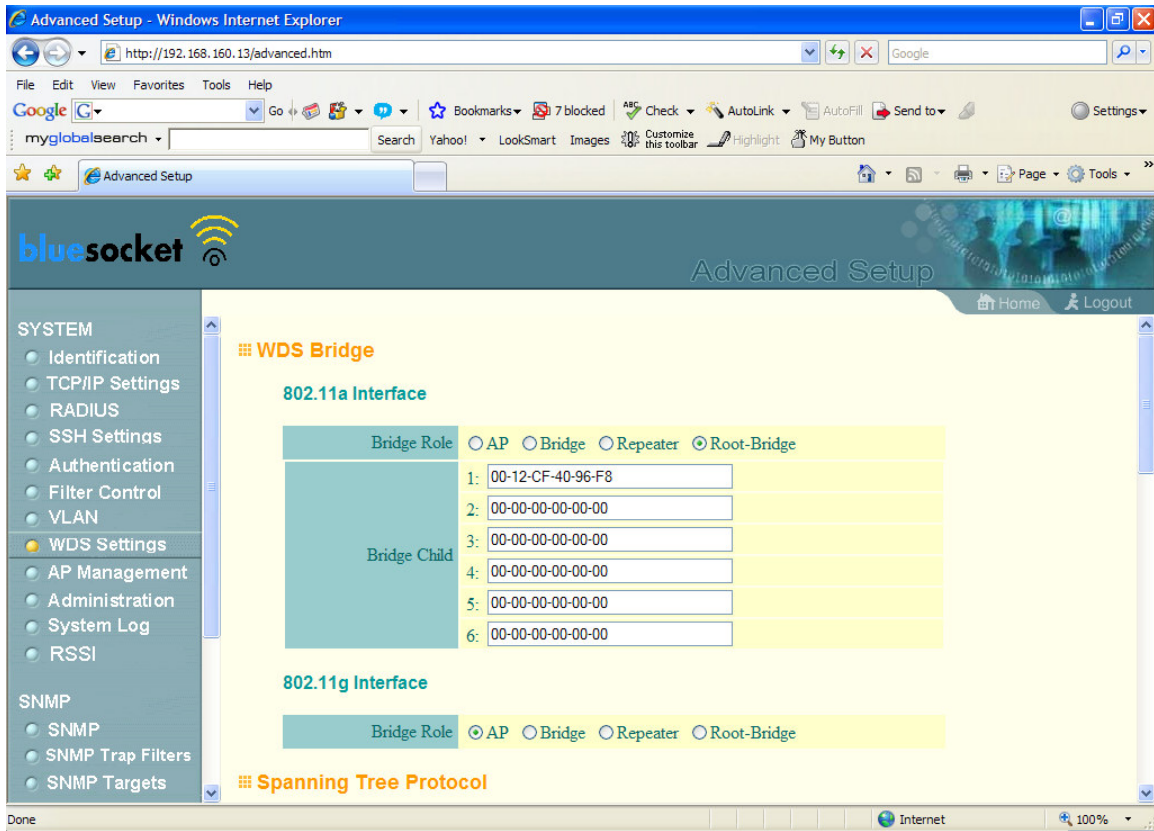 Advanced Setup - Windows Internet Explorer
http://192.168.160.13/advanced.htm
Google
File Edit View Favorites Tools Help
Google G Go Bookmarks 7 blocked ABC Check AutoLink AutoFill Send to Settings
myglobalsearch Search Yahoo! LookSmart Images Customize this toolbar Highlight My Button
Advanced Setup Page Tools »
bluesocket
Advanced Setup
Home Logout
SYSTEM
Identification
TCP/IP Settings
RADIUS
SSH Settings
Authentication
Filter Control
VLAN
WDS Settings
AP Management
Administration
System Log
RSSI
SNMP
SNMP
SNMP Trap Filters
SNMP Targets
WDS Bridge
802.11a Interface
Bridge Role AP Bridge Repeater Root-Bridge
Bridge Child
1: 00-12-CF-40-96-F8
2: 00-00-00-00-00-00
3: 00-00-00-00-00-00
4: 00-00-00-00-00-00
5: 00-00-00-00-00-00
6: 00-00-00-00-00-00
802.11g Interface
Bridge Role AP Bridge Repeater Root-Bridge
Spanning Tree Protocol
Done Internet 100%